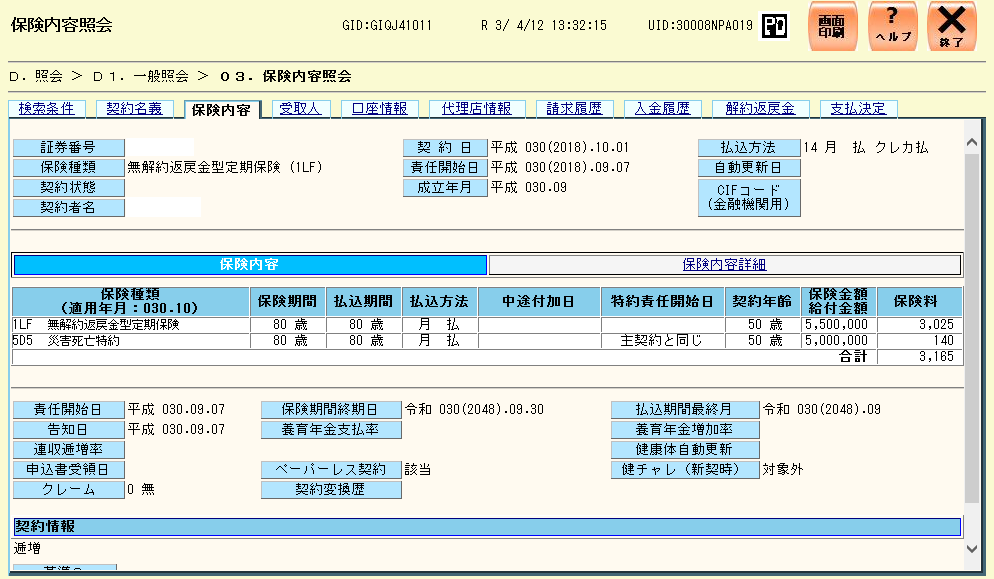 保険内容照会 GID:GIQJ41011 R 3/ 4/12 13:32:15 UID:30008NPA019 PD 画面印刷 ? ヘルプ 終了
D. 照会 > D1. 一般照会 > 03. 保険内容照会
検索条件 契約名義 保険内容 受取人 口座情報 代理店情報 請求履歴 入金履歴 解約返戻金 支払決定
証券番号 契 約 日 平成 030(2018).10.01 払込方法 14 月 払 クレカ払
保険種類 無解約返戻金型定期保険 (1LF) 責任開始日 平成 030(2018).09.07 自動更新日
契約状態 成立年月 平成 030.09 CIFコード
(金融機関用)
契約者名
保険内容 保険内容詳細
保険種類
(適用年月:030.10) 保険期間 払込期間 払込方法 中途付加日 特約責任開始日 契約年齢 保険金額
給付金額 保険料
1LF 無解約返戻金型定期保険 80 歳 80 歳 月 払 50 歳 5,500,000 3,025
5D5 災害死亡特約 80 歳 80 歳 月 払 主契約と同じ 50 歳 5,000,000 140
合計 3,165
責任開始日 平成 030.09.07 保険期間終期日 令和 030(2048).09.30 払込期間最終月 令和 030(2048).09
告知日 平成 030.09.07 養育年金支払率 養育年金増加率
連収逓増率 健康体自動更新
申込書受領日 ペーパーレス契約 該当 健チャレ(新契時) 対象外
クレーム 0 無 契約変換歴
契約情報
逓増